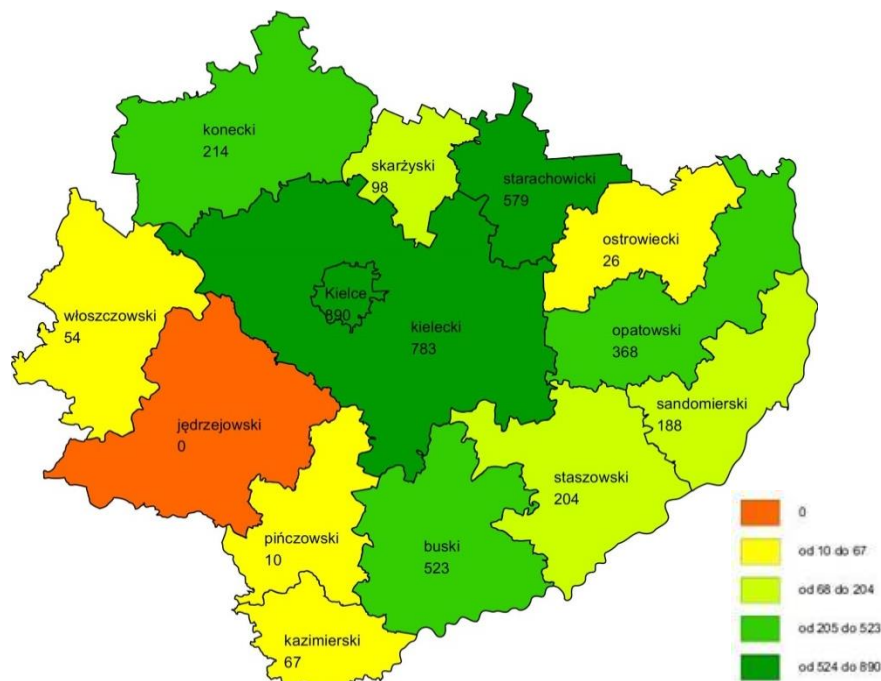 konecki
214
skarżyski
98
starachowicki
579
ostrowiecki
26
włoszczowski
54
Kielce
890
kielecki
783
opatowski
368
sandomierski
188
jędrzejowski
0
staszowski
204
pińczowski
10
buski
523
kazimierski
67
0
od 10 do 67
od 68 do 204
od 205 do 523
od 524 do 890